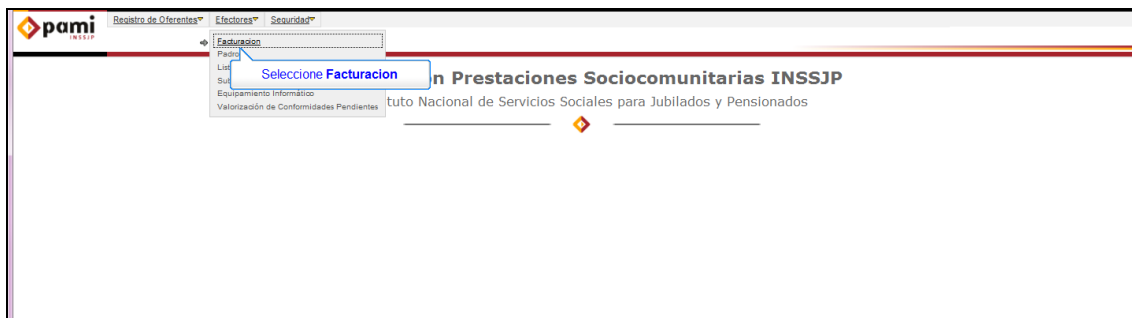 pami
INSSJP
Registro de Oferentes Efectores Seguridad
Facturacion
Seleccione Facturacion
Equipamiento Informático
Valorización de Conformidades Pendientes
n Prestaciones Sociocomunitarias INSSJP
tuto Nacional de Servicios Sociales para Jubilados y Pensionados